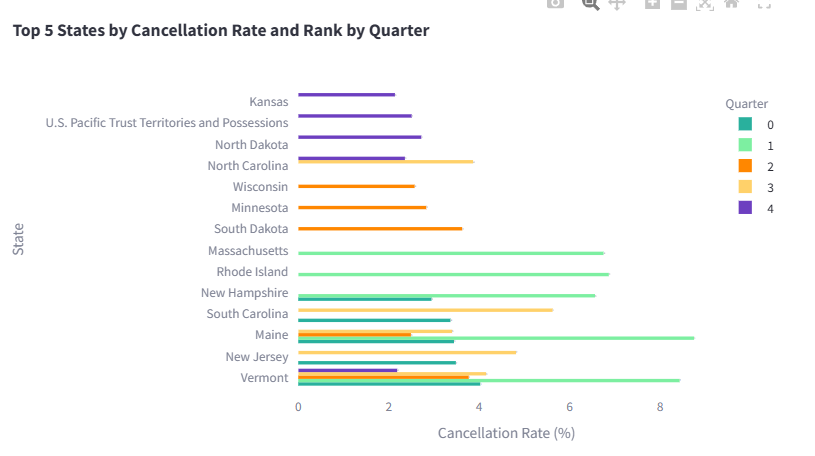 Top 5 States by Cancellation Rate and Rank by Quarter
Kansas
U.S. Pacific Trust Territories and Possessions
North Dakota
North Carolina
Wisconsin
Minnesota
South Dakota
Massachusetts
Rhode Island
New Hampshire
South Carolina
Maine
New Jersey
Vermont
State
0 2 4 6 8
Cancellation Rate (%)
Quarter
0
1
2
3
4